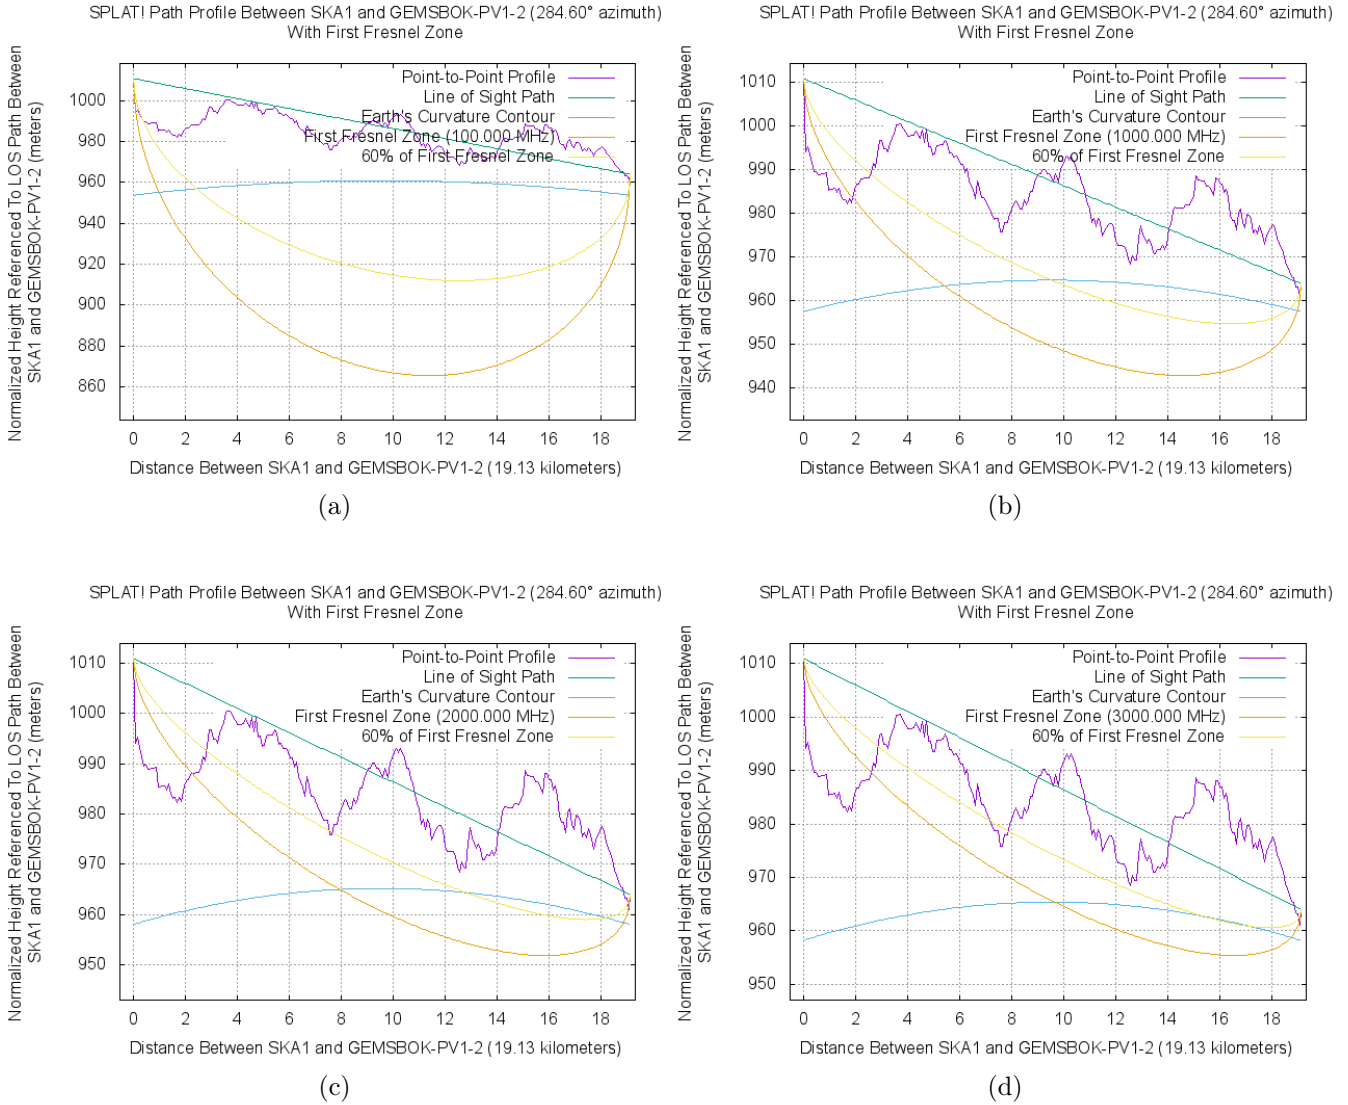 SPLAT! Path Profile Between SKA1 and GEMSBOK-PV1-2 (284.60° azimuth)
With First Fresnel Zone
Normalized Height Referenced To LOS Path Between
SKA1 and GEMSBOK-PV1-2 (meters)
Point-to-Point Profile
Line of Sight Path
Earth's Curvature Contour
First Fresnel Zone (100.000 MHz)
60% of First Fresnel Zone
1000
980
960
940
920
900
880
860
0 2 4 6 8 10 12 14 16 18
Distance Between SKA1 and GEMSBOK-PV1-2 (19.13 kilometers)
(a)
SPLAT! Path Profile Between SKA1 and GEMSBOK-PV1-2 (284.60° azimuth)
With First Fresnel Zone
Normalized Height Referenced To LOS Path Between
SKA1 and GEMSBOK-PV1-2 (meters)
Point-to-Point Profile
Line of Sight Path
Earth's Curvature Contour
First Fresnel Zone (1000.000 MHz)
60% of First Fresnel Zone
1010
1000
990
980
970
960
950
940
0 2 4 6 8 10 12 14 16 18
Distance Between SKA1 and GEMSBOK-PV1-2 (19.13 kilometers)
(b)
SPLAT! Path Profile Between SKA1 and GEMSBOK-PV1-2 (284.60° azimuth)
With First Fresnel Zone
Normalized Height Referenced To LOS Path Between
SKA1 and GEMSBOK-PV1-2 (meters)
Point-to-Point Profile
Line of Sight Path
Earth's Curvature Contour
First Fresnel Zone (2000.000 MHz)
60% of First Fresnel Zone
1010
1000
990
980
970
960
950
0 2 4 6 8 10 12 14 16 18
Distance Between SKA1 and GEMSBOK-PV1-2 (19.13 kilometers)
(c)
SPLAT! Path Profile Between SKA1 and GEMSBOK-PV1-2 (284.60° azimuth)
With First Fresnel Zone
Normalized Height Referenced To LOS Path Between
SKA1 and GEMSBOK-PV1-2 (meters)
Point-to-Point Profile
Line of Sight Path
Earth's Curvature Contour
First Fresnel Zone (3000.000 MHz)
60% of First Fresnel Zone
1010
1000
990
980
970
960
950
0 2 4 6 8 10 12 14 16 18
Distance Between SKA1 and GEMSBOK-PV1-2 (19.13 kilometers)
(d)